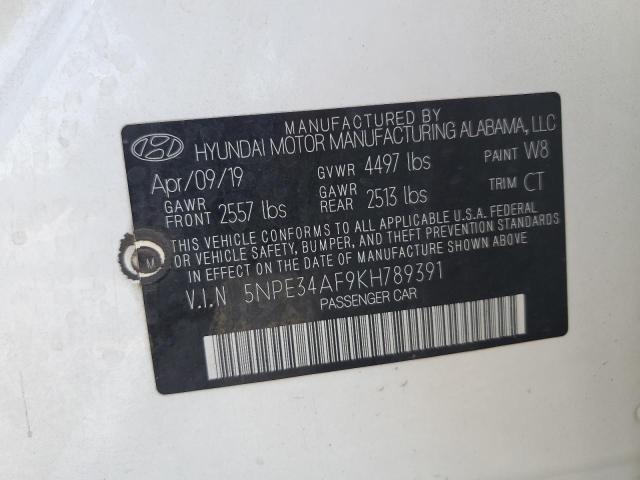 MANUFACTURED BY
HYUNDAI MOTOR MANUFACTURING ALABAMA, LLC
Apr/09/19 GVWR 4497 lbs PAINT W8
GAWR FRONT 2557 lbs GAWR REAR 2513 lbs TRIM CT
THIS VEHICLE CONFORMS TO ALL APPLICABLE U.S.A. FEDERAL
OR VEHICLE SAFETY, BUMPER, AND THEFT PREVENTION STANDARDS
IN EFFECT ON THE DATE OF MANUFACTURE SHOWN ABOVE.
V.I.N 5NPE34AF9KH789391
PASSENGER CAR
M